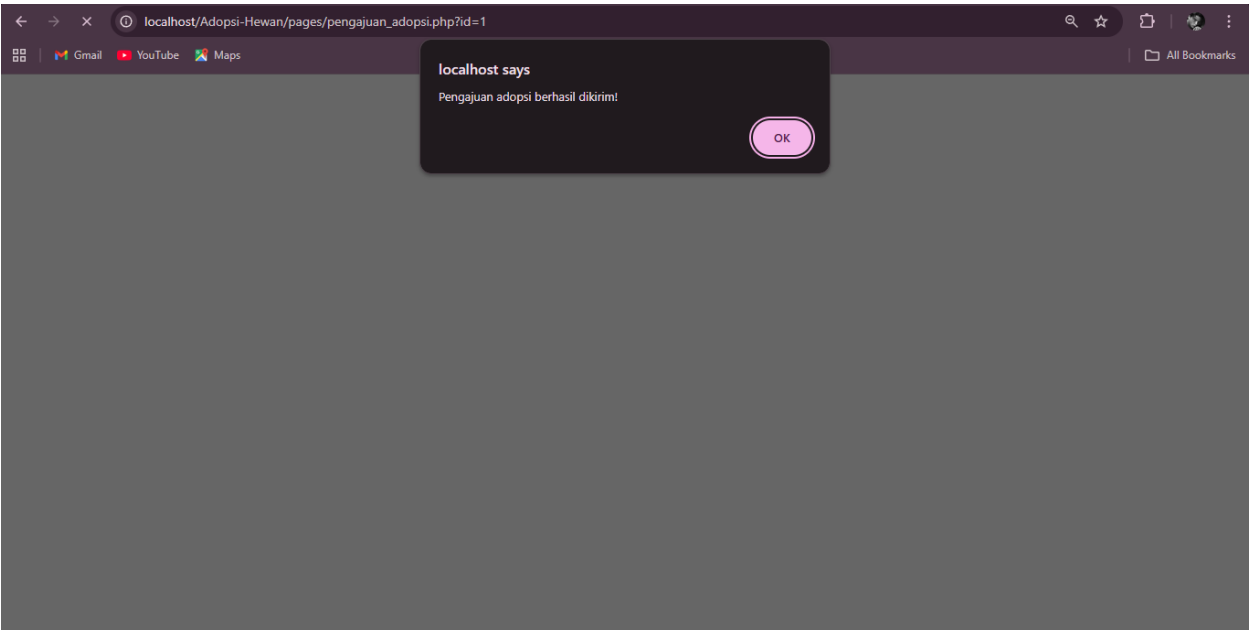 localhost/Adopsi-Hewan/pages/pengajuan_adopsi.php?id=1
Gmail YouTube Maps All Bookmarks
localhost says
Pengajuan adopsi berhasil dikirim!
OK